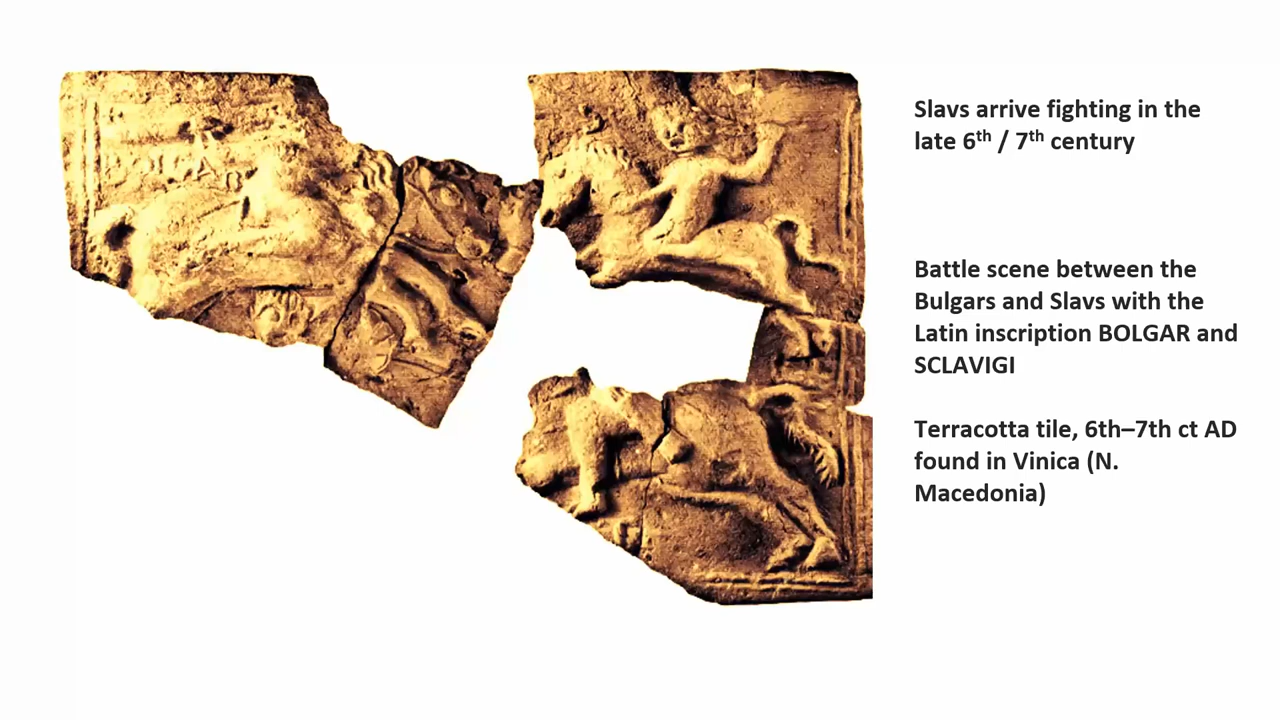 Slavs arrive fighting in the
late 6th / 7th century
Battle scene between the
Bulgars and Slavs with the
Latin inscription BOLGAR and
SCLAVIGI
Terracotta tile, 6th–7th ct AD
found in Vinica (N.
Macedonia)